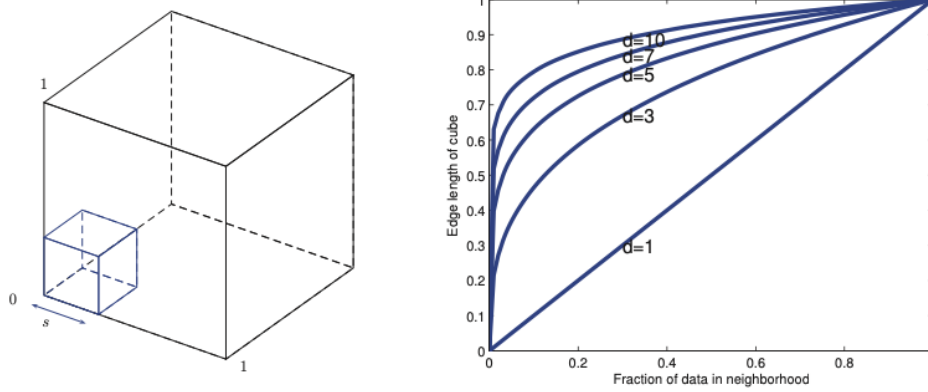 1
0
s
1
1
0.9
0.8
0.7
0.6
0.5
0.4
0.3
0.2
0.1
0
Edge length of cube
d=10
d=7
d=5
d=3
d=1
0
0.2
0.4
0.6
0.8
Fraction of data in neighborhood